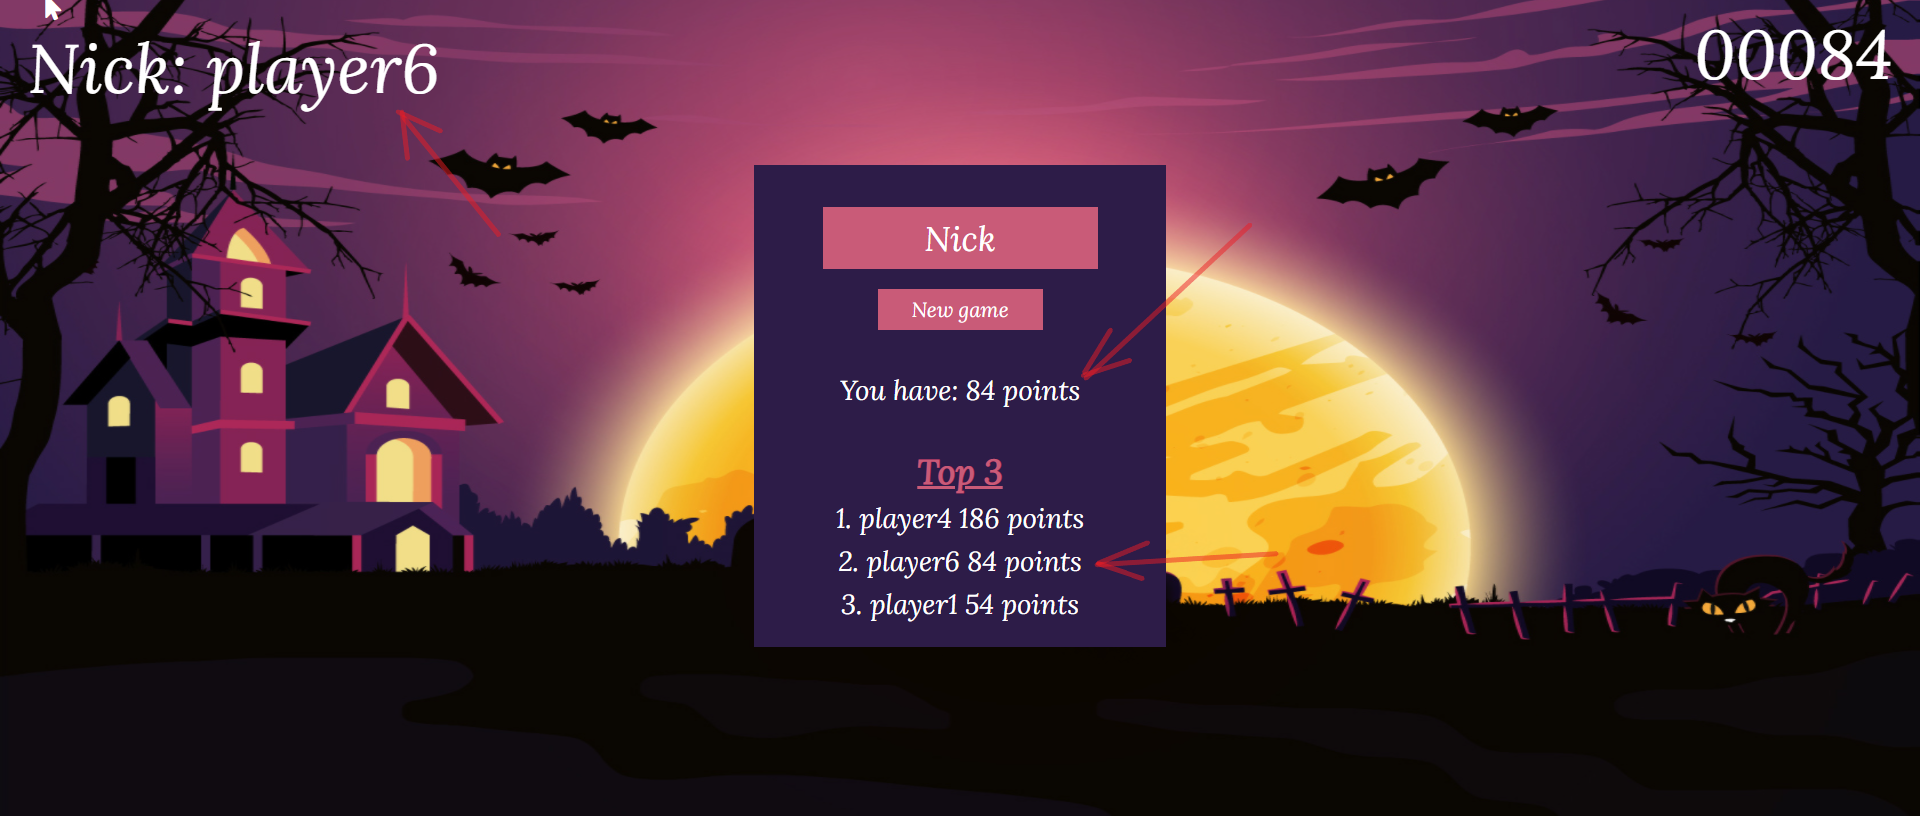 Nick: player6
00084
Nick
New game
You have: 84 points
Top 3
1. player4 186 points
2. player6 84 points
3. player1 54 points